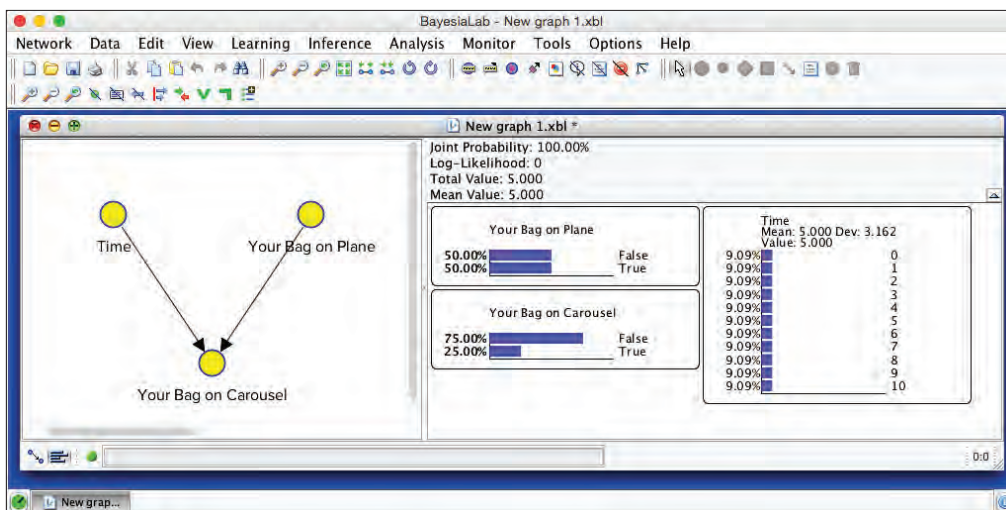 BayesiaLab - New graph 1.xbl
Network Data Edit View Learning Inference Analysis Monitor Tools Options Help
New graph 1.xbl *
Time
Your Bag on Plane
Your Bag on Carousel
Joint Probability: 100.00%
Log-Likelihood: 0
Total Value: 5.000
Mean Value: 5.000
Your Bag on Plane
50.00% False
50.00% True
Your Bag on Carousel
75.00% False
25.00% True
Time
Mean: 5.000 Dev: 3.162
Value: 5.000
9.09% 0
9.09% 1
9.09% 2
9.09% 3
9.09% 4
9.09% 5
9.09% 6
9.09% 7
9.09% 8
9.09% 9
9.09% 10
0:0
New grap...